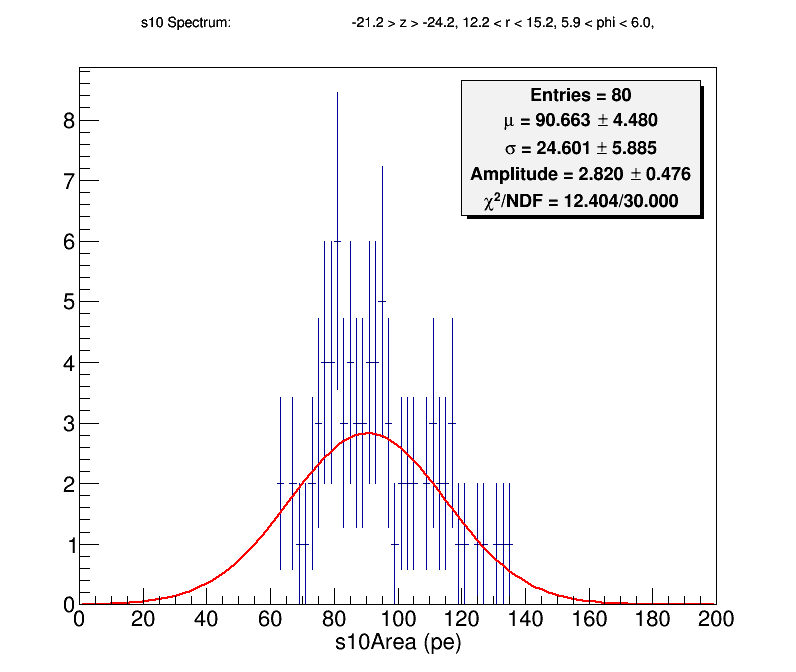 s10 Spectrum: -21.2 > z > -24.2, 12.2 < r < 15.2, 5.9 < phi < 6.0,
Entries = 80
μ = 90.663 ± 4.480
σ = 24.601 ± 5.885
Amplitude = 2.820 ± 0.476
χ²/NDF = 12.404/30.000
8
7
6
5
4
3
2
1
0
0 20 40 60 80 100 120 140 160 180 200
s10Area (pe)